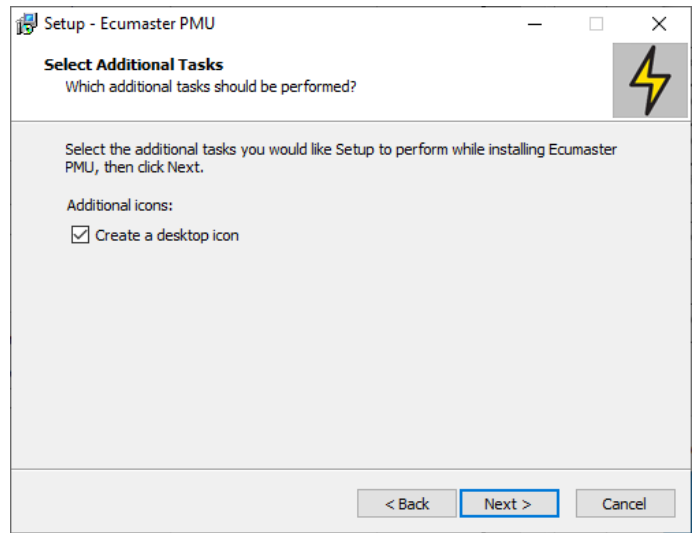 Setup - Ecumaster PMU
Select Additional Tasks
Which additional tasks should be performed?
Select the additional tasks you would like Setup to perform while installing Ecumaster
PMU, then click Next.
Additional icons:
Create a desktop icon
< Back Next > Cancel